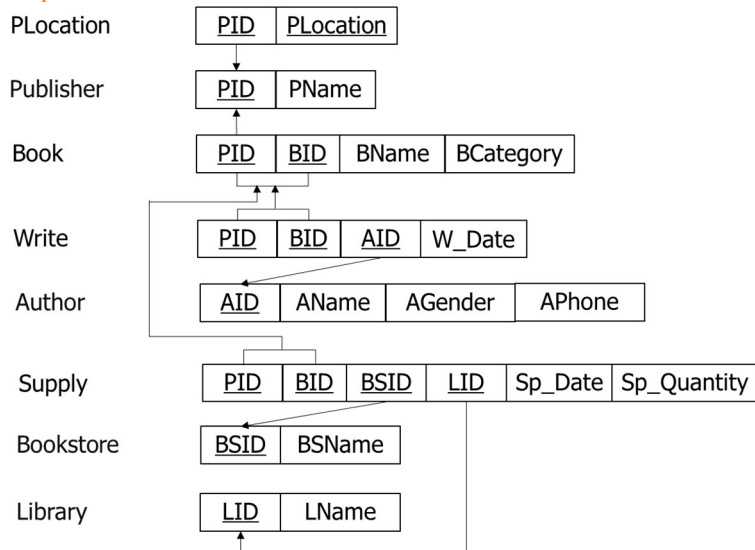 PLocation PID PLocation
Publisher PID PName
Book PID BID BName BCategory
Write PID BID AID W_Date
Author AID AName AGender APhone
Supply PID BID BSID LID Sp_Date Sp_Quantity
Bookstore BSID BSName
Library LID LName